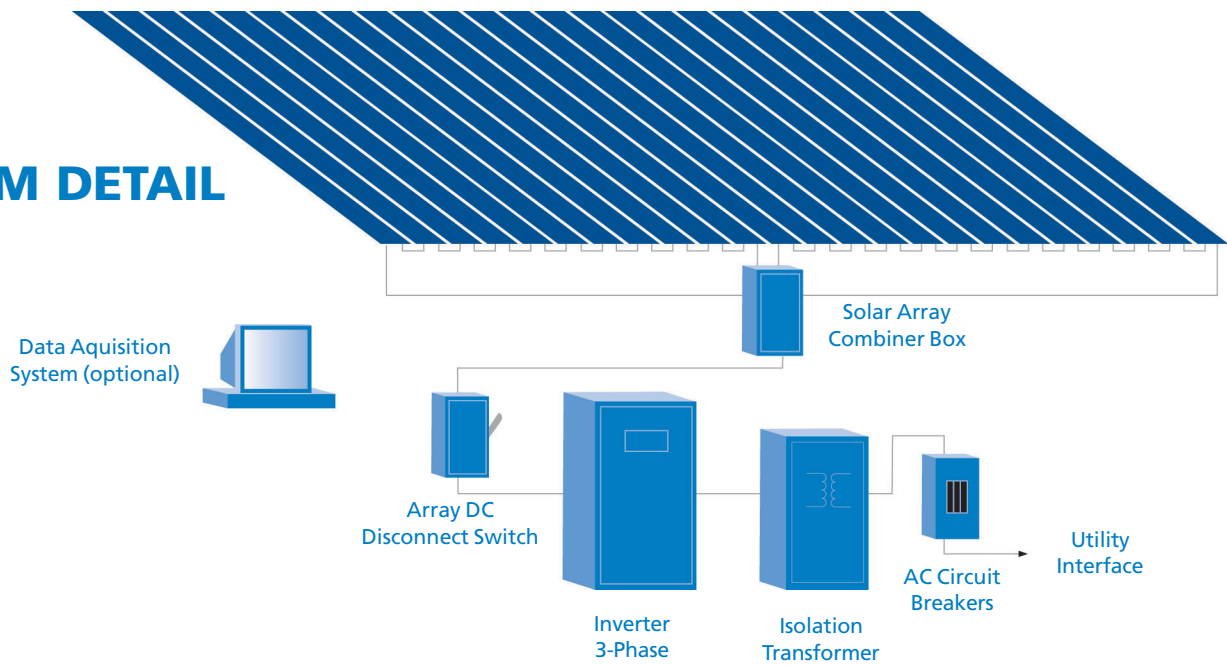 M DETAIL
Solar Array
Combiner Box
Data Aquisition
System (optional)
Array DC
Disconnect Switch
Utility
Interface
AC Circuit
Breakers
Inverter
3-Phase
Isolation
Transformer